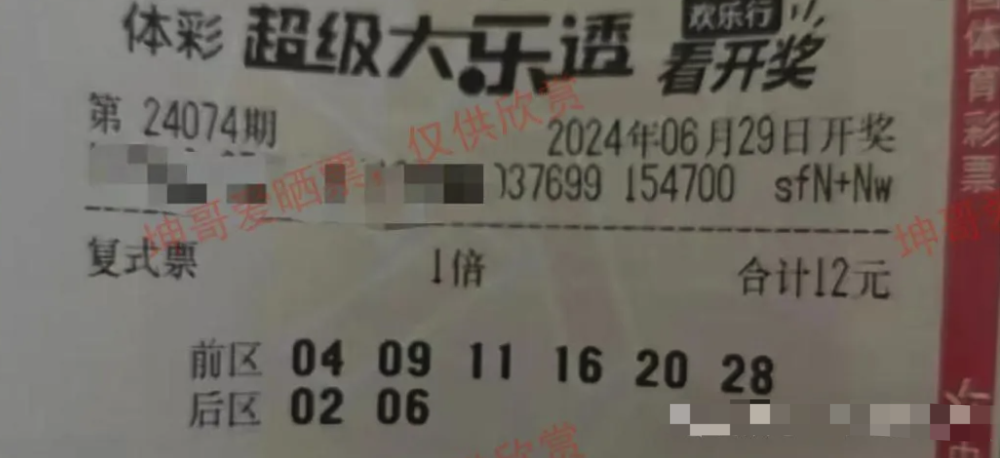 体彩 超级大乐透 欢乐行 看开奖
第 24074期 2024年06月29日开奖
37699 154700 sfN+Nw
复式票 1倍 合计12元
前区 04 09 11 16 20 28
后区 02 06
坤哥爱晒票,仅供欣赏
坤哥
欣赏
体育彩票